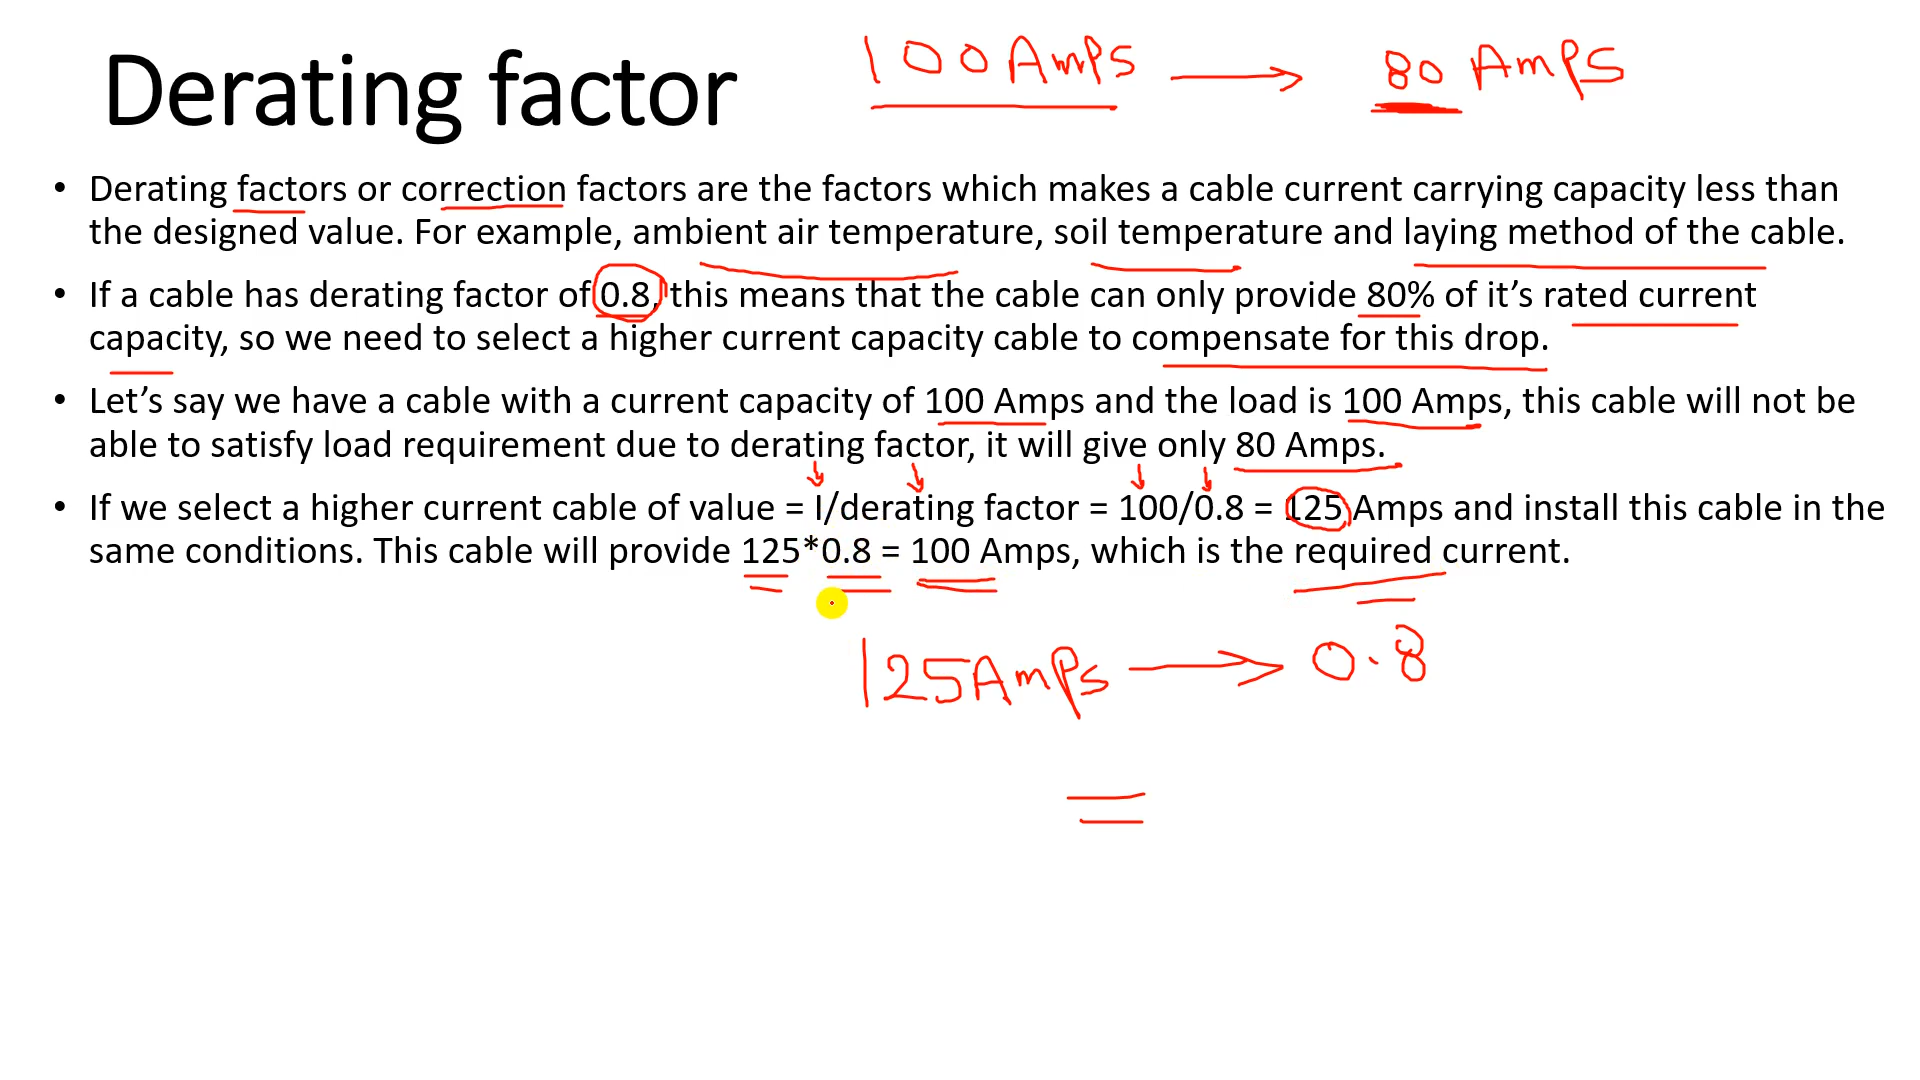 Derating factor
100 Amps → 80 Amps
• Derating factors or correction factors are the factors which makes a cable current carrying capacity less than
the designed value. For example, ambient air temperature, soil temperature and laying method of the cable.
• If a cable has derating factor of 0.8, this means that the cable can only provide 80% of it’s rated current
capacity, so we need to select a higher current capacity cable to compensate for this drop.
• Let’s say we have a cable with a current capacity of 100 Amps and the load is 100 Amps, this cable will not be
able to satisfy load requirement due to derating factor, it will give only 80 Amps.
• If we select a higher current cable of value = I/derating factor = 100/0.8 = 125 Amps and install this cable in the
same conditions. This cable will provide 125*0.8 = 100 Amps, which is the required current.
125 Amps → 0.8